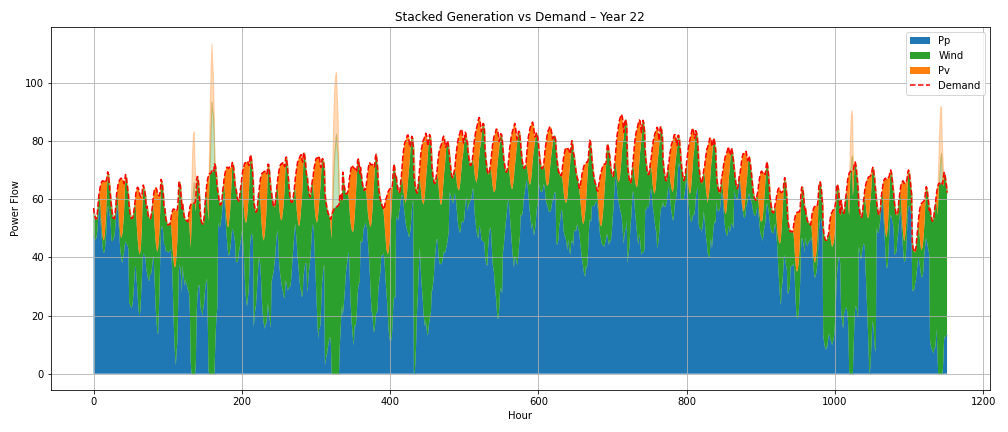 Stacked Generation vs Demand – Year 22
Pp
Wind
Pv
Demand
Power Flow
100
80
60
40
20
0
0 200 400 600 800 1000 1200
Hour